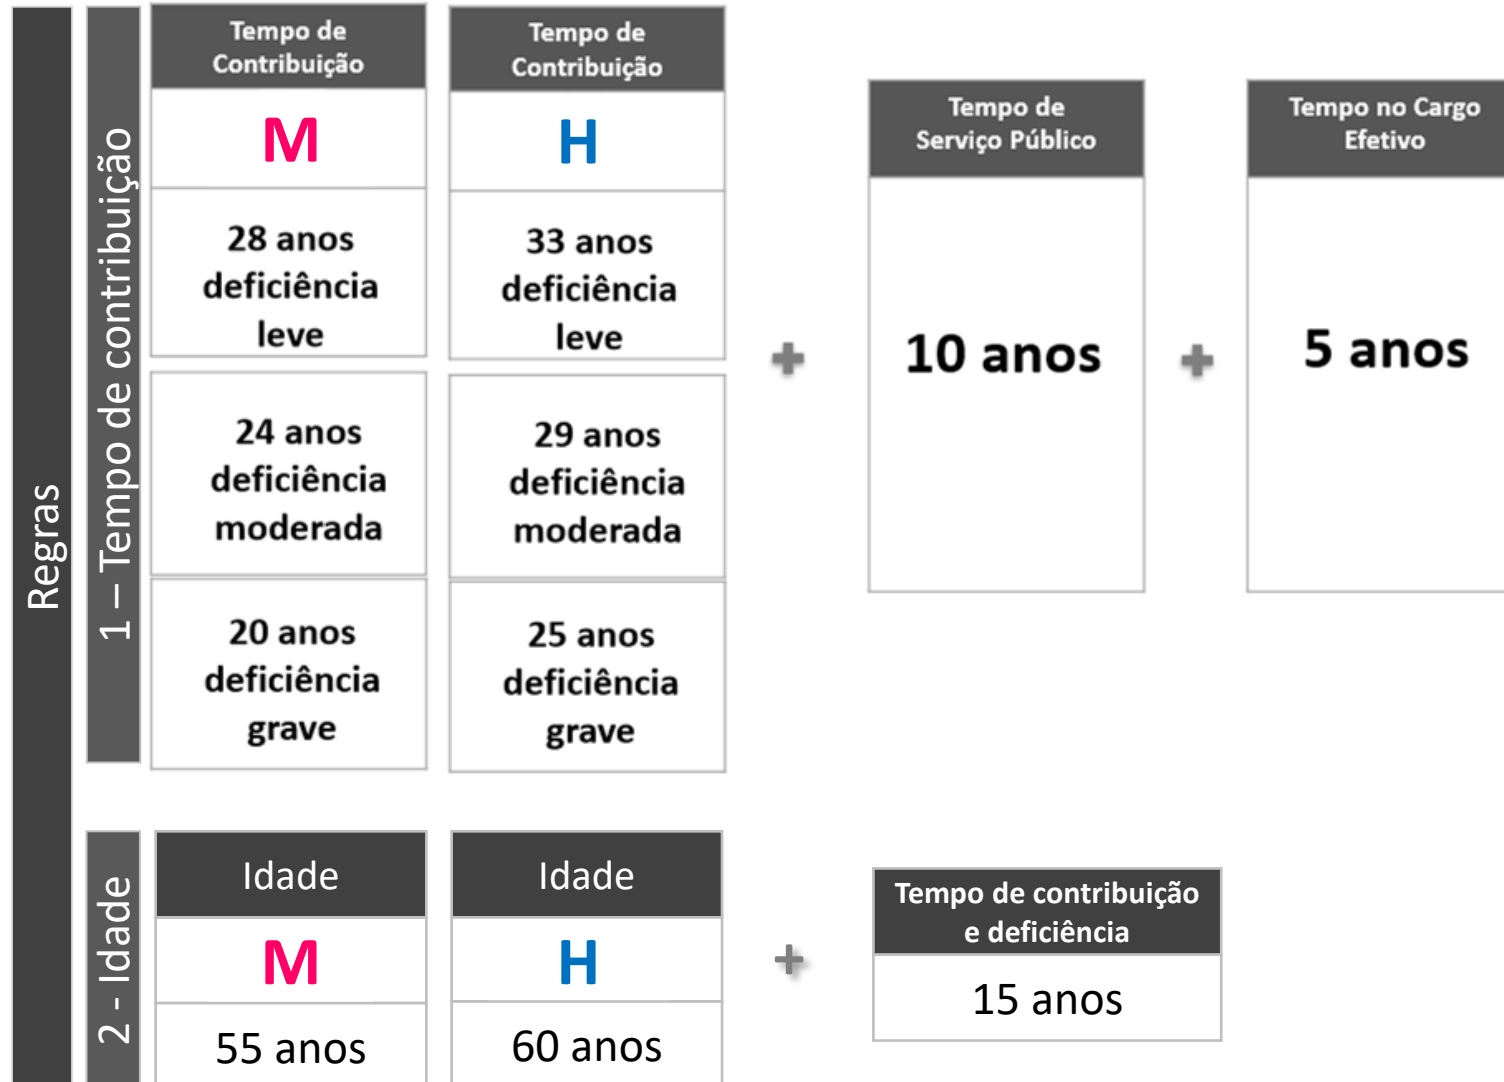 Regras
1 – Tempo de contribuição
Tempo de
Contribuição
M
28 anos
deficiência
leve
24 anos
deficiência
moderada
20 anos
deficiência
grave
Tempo de
Contribuição
H
33 anos
deficiência
leve
29 anos
deficiência
moderada
25 anos
deficiência
grave
+
Tempo de
Serviço Público
10 anos
+
Tempo no Cargo
Efetivo
5 anos
2 - Idade
Idade
M
55 anos
Idade
H
60 anos
+
Tempo de contribuição
e deficiência
15 anos